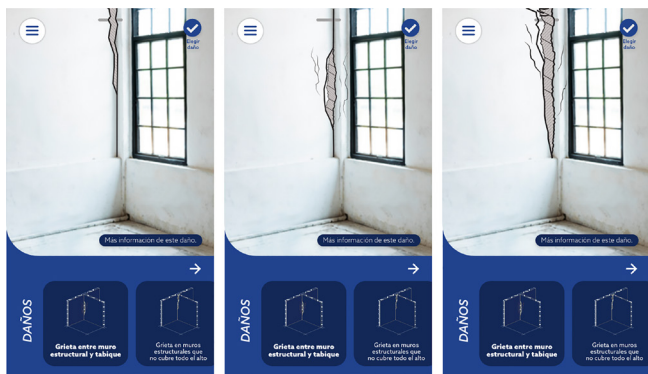 Elegir
daño
Más información de este daño.
DAÑOS
Grieta entre muro
estructural y tabique
Grieta en muros
estructurales que
no cubre todo el alto
Elegir
daño
Más información de este daño.
DAÑOS
Grieta entre muro
estructural y tabique
Grieta en muros
estructurales que
no cubre todo el alto
Elegir
daño
Más información de este daño.
DAÑOS
Grieta entre muro
estructural y tabique
Grieta en muros
estructurales que
no cubre todo el alto